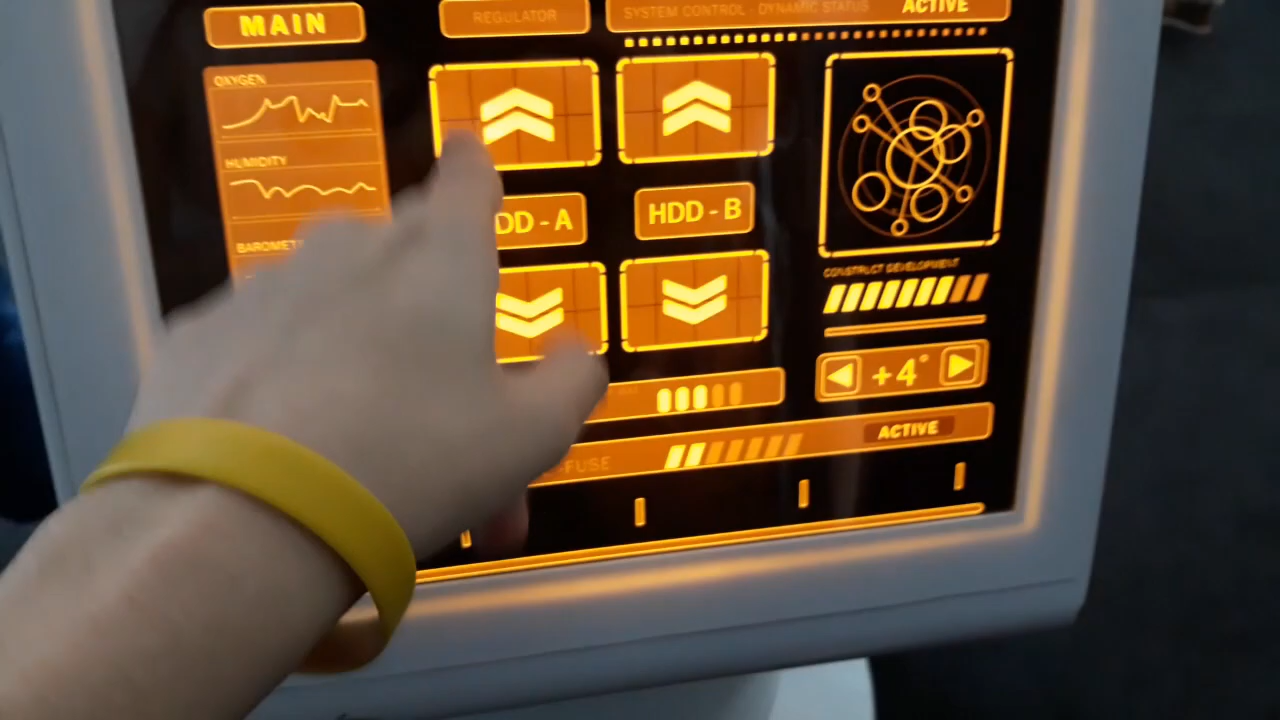 MAIN
REGULATOR
SYSTEM CONTROL - DYNAMIC STATUS ACTIVE
OXYGEN
HUMIDITY
DD - A
HDD - B
CONSTRUCT DEVELOPMENT
+4°
-FUSE
ACTIVE